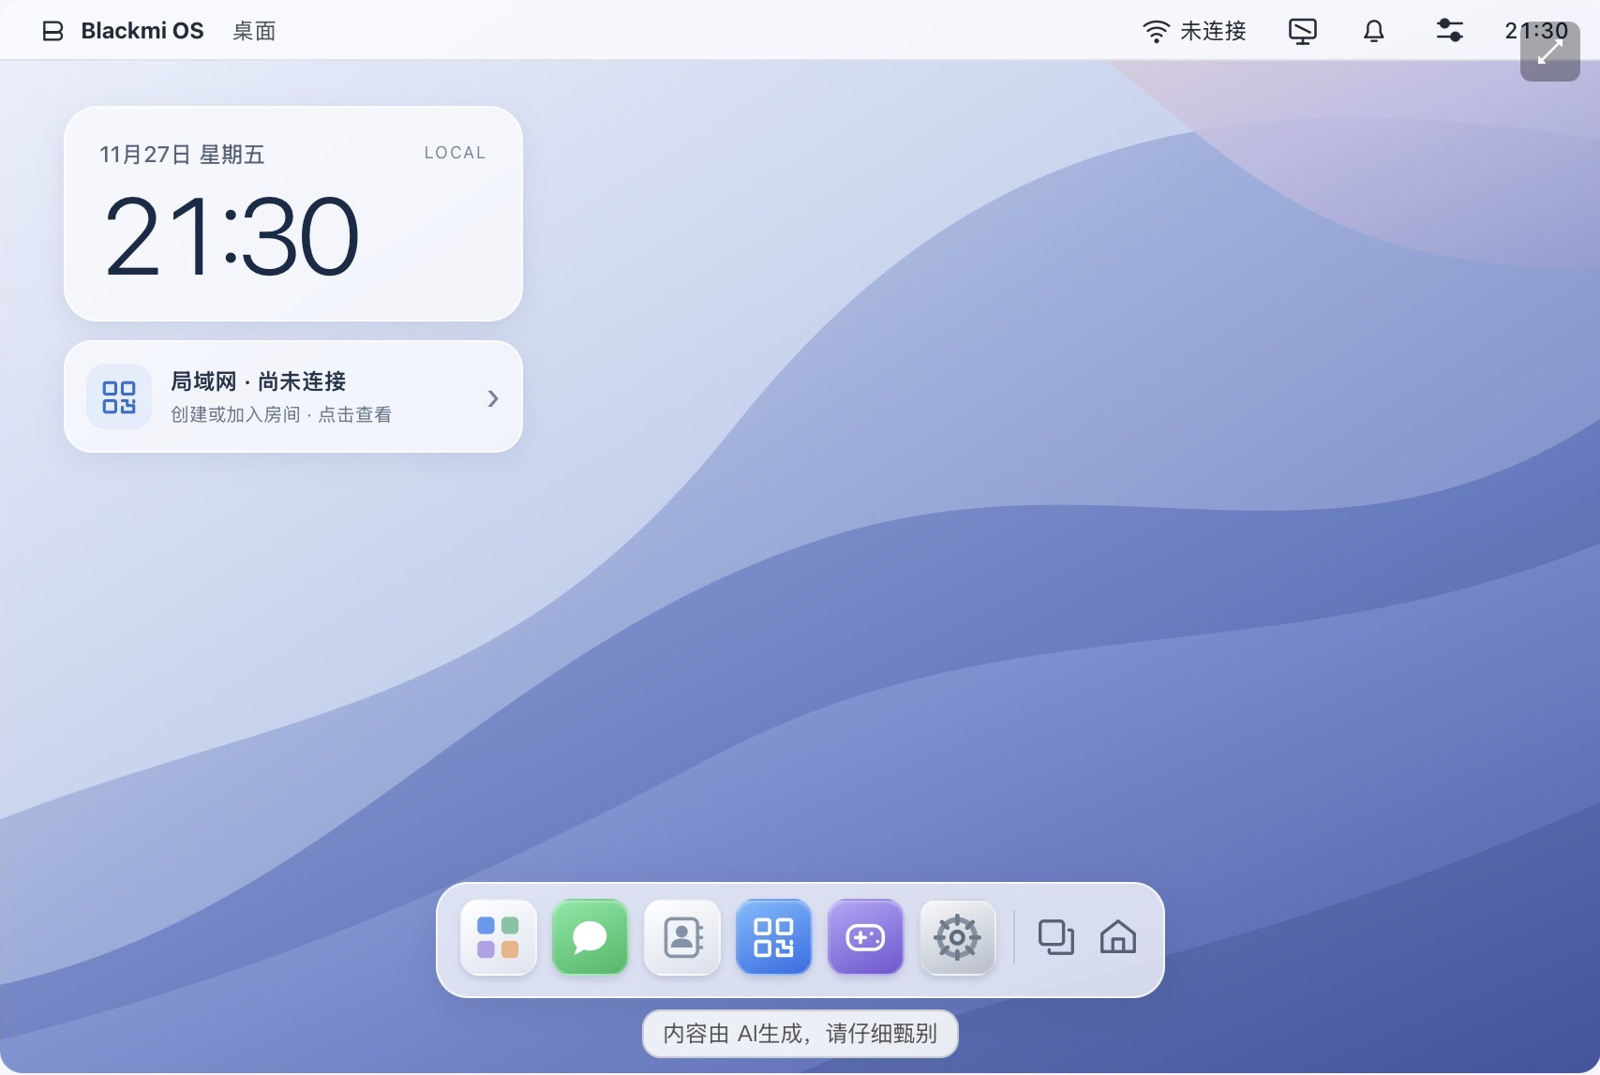 Blackmi OS 桌面 未连接 21:30
11月27日 星期五 LOCAL
21:30
局域网 · 尚未连接
创建或加入房间 · 点击查看
内容由 AI生成，请仔细甄别